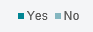 Yes No